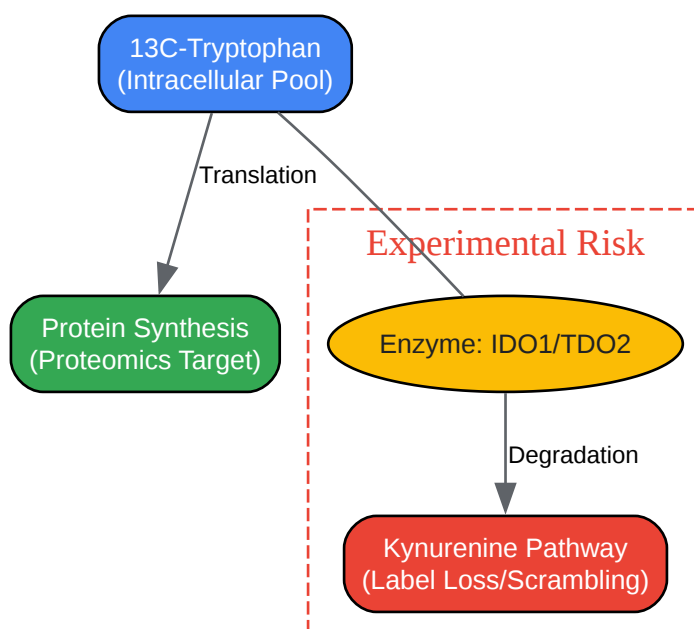 13C-Tryptophan
(Intracellular Pool)
Translation
Experimental Risk
Protein Synthesis
(Proteomics Target)
Enzyme: IDO1/TDO2
Degradation
Kynurenine Pathway
(Label Loss/Scrambling)